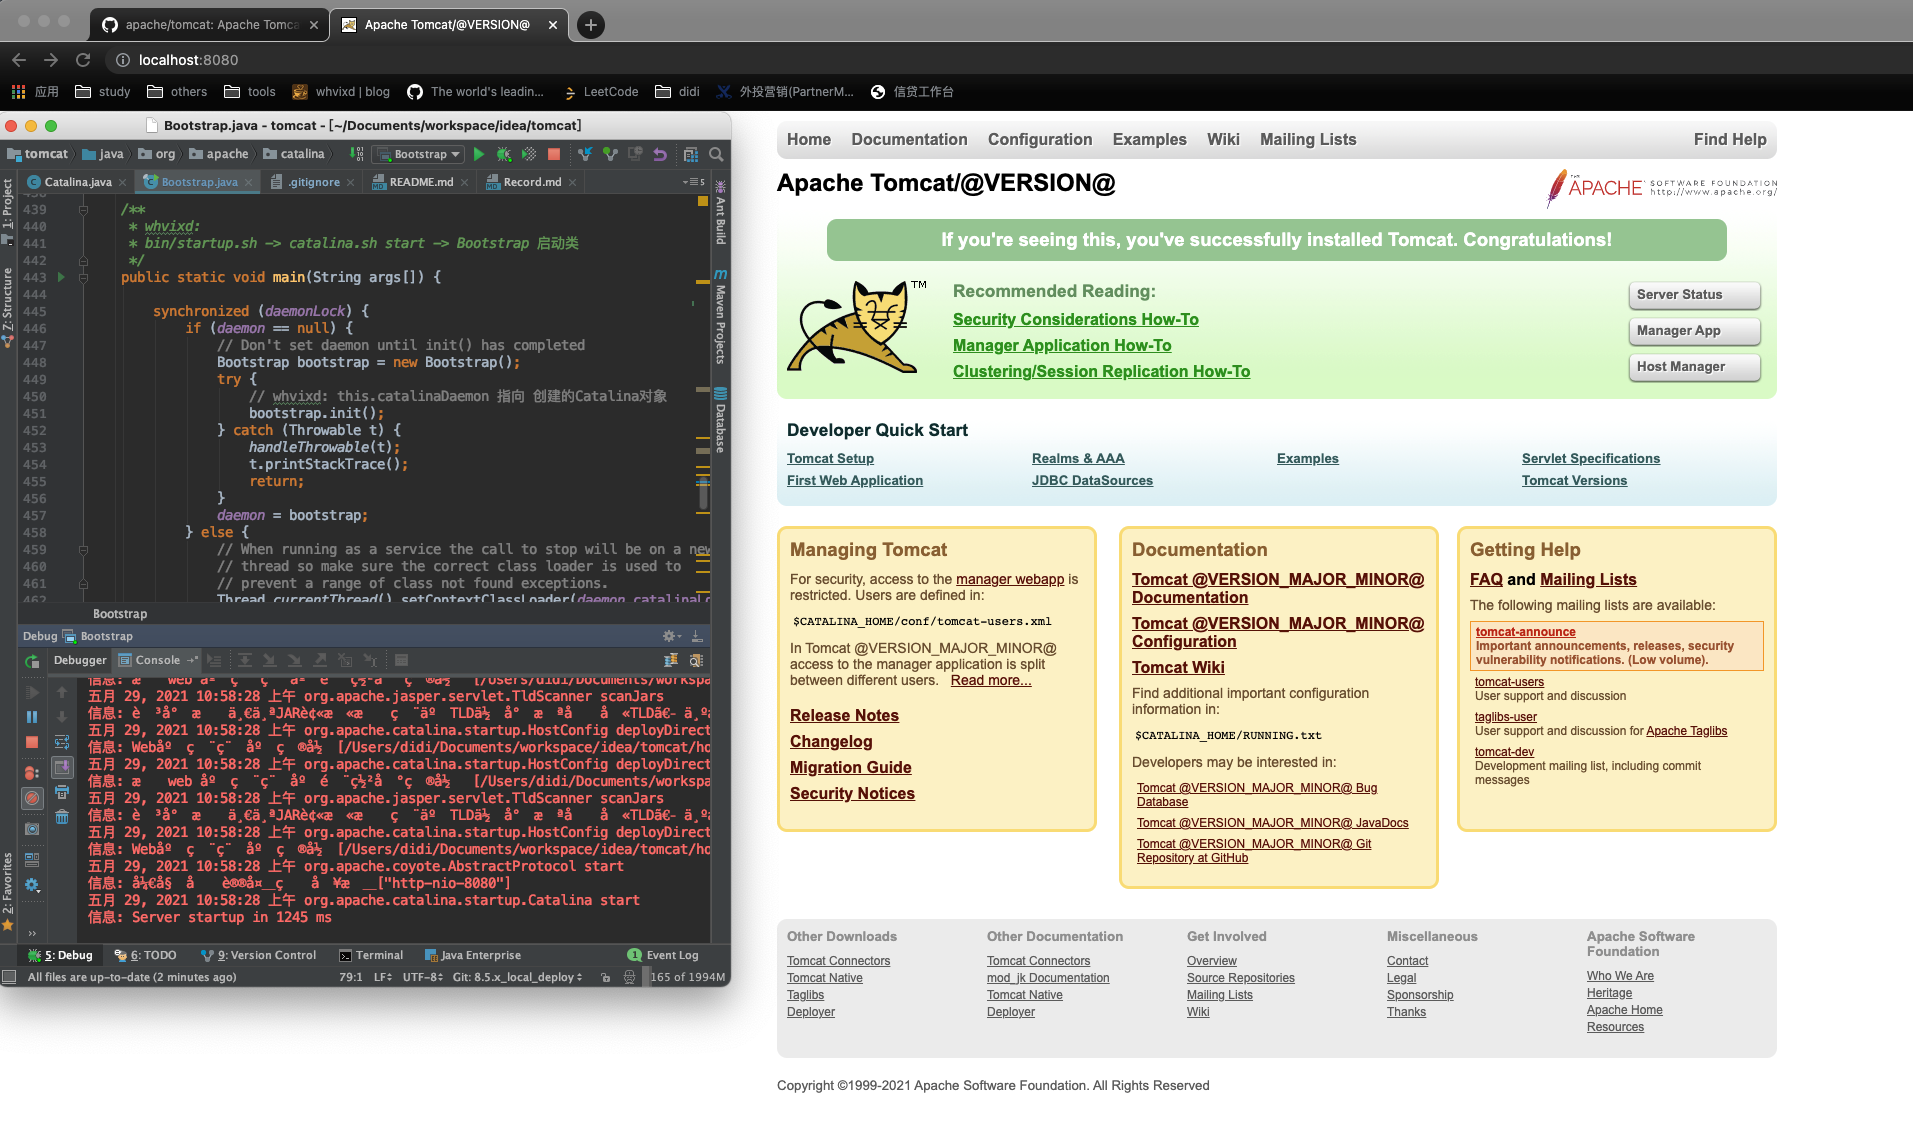 apache/tomcat: Apache Tomca
Apache Tomcat/@VERSION@
localhost:8080
应用 study others tools whvixd | blog The world's leadin... LeetCode didi 外投营销(PartnerM... 信贷工作台
Bootstrap.java - tomcat - [~/Documents/workspace/idea/tomcat]
tomcat java org apache catalina Bootstrap
Catalina.java Bootstrap.java .gitignore README.md Record.md
1: Project
7: Structure
2: Favorites
Ant Build
Maven Projects
Database
439 /**
440 * whvixd:
441 * bin/startup.sh -> catalina.sh start -> Bootstrap 启动类
442 */
443 public static void main(String args[]) {
444
445 synchronized (daemonLock) {
446 if (daemon == null) {
447 // Don't set daemon until init() has completed
448 Bootstrap bootstrap = new Bootstrap();
449 try {
450 // whvixd: this.catalinaDaemon 指向 创建的Catalina对象
451 bootstrap.init();
452 } catch (Throwable t) {
453 handleThrowable(t);
454 t.printStackTrace();
455 return;
456 }
457 daemon = bootstrap;
458 } else {
459 // When running as a service the call to stop will be on a new
460 // thread so make sure the correct class loader is used to
461 // prevent a range of class not found exceptions.
462 Thread.currentThread().setContextClassLoader(daemon.catalinaLo
Bootstrap
Debug Bootstrap
Debugger Console
五月 29, 2021 10:58:28 上午 org.apache.jasper.servlet.TldScanner scanJars
五月 29, 2021 10:58:28 上午 org.apache.catalina.startup.HostConfig deployDirect
[/Users/didi/Documents/workspace/idea/tomcat/ho
五月 29, 2021 10:58:28 上午 org.apache.catalina.startup.HostConfig deployDirect
[/Users/didi/Documents/workspa
五月 29, 2021 10:58:28 上午 org.apache.jasper.servlet.TldScanner scanJars
五月 29, 2021 10:58:28 上午 org.apache.catalina.startup.HostConfig deployDirect
[/Users/didi/Documents/workspace/idea/tomcat/ho
五月 29, 2021 10:58:28 上午 org.apache.coyote.AbstractProtocol start
["http-nio-8080"]
五月 29, 2021 10:58:28 上午 org.apache.catalina.startup.Catalina start
信息: Server startup in 1245 ms
5: Debug 6: TODO 9: Version Control Terminal Java Enterprise 1 Event Log
All files are up-to-date (2 minutes ago) 79:1 LF UTF-8 Git: 8.5.x_local_deploy 165 of 1994M
Home Documentation Configuration Examples Wiki Mailing Lists Find Help
Apache Tomcat/@VERSION@
THE APACHE SOFTWARE FOUNDATION
http://www.apache.org/
If you're seeing this, you've successfully installed Tomcat. Congratulations!
TM
Recommended Reading:
Security Considerations How-To
Manager Application How-To
Clustering/Session Replication How-To
Server Status
Manager App
Host Manager
Developer Quick Start
Tomcat Setup
First Web Application
Realms & AAA
JDBC DataSources
Examples
Servlet Specifications
Tomcat Versions
Managing Tomcat
For security, access to the manager webapp is
restricted. Users are defined in:
$CATALINA_HOME/conf/tomcat-users.xml
In Tomcat @VERSION_MAJOR_MINOR@
access to the manager application is split
between different users. Read more...
Release Notes
Changelog
Migration Guide
Security Notices
Documentation
Tomcat @VERSION_MAJOR_MINOR@
Documentation
Tomcat @VERSION_MAJOR_MINOR@
Configuration
Tomcat Wiki
Find additional important configuration
information in:
$CATALINA_HOME/RUNNING.txt
Developers may be interested in:
Tomcat @VERSION_MAJOR_MINOR@ Bug
Database
Tomcat @VERSION_MAJOR_MINOR@ JavaDocs
Tomcat @VERSION_MAJOR_MINOR@ Git
Repository at GitHub
Getting Help
FAQ and Mailing Lists
The following mailing lists are available:
tomcat-announce
Important announcements, releases, security
vulnerability notifications. (Low volume).
tomcat-users
User support and discussion
taglibs-user
User support and discussion for Apache Taglibs
tomcat-dev
Development mailing list, including commit
messages
Other Downloads
Tomcat Connectors
Tomcat Native
Taglibs
Deployer
Other Documentation
Tomcat Connectors
mod_jk Documentation
Tomcat Native
Deployer
Get Involved
Overview
Source Repositories
Mailing Lists
Wiki
Miscellaneous
Contact
Legal
Sponsorship
Thanks
Apache Software
Foundation
Who We Are
Heritage
Apache Home
Resources
Copyright ©1999-2021 Apache Software Foundation. All Rights Reserved